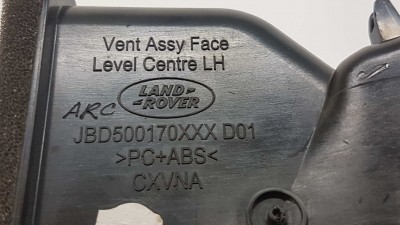 Vent Assy Face
Level Centre LH
LAND-
-ROVER
ARC
JBD500170XXX D01
>PC+ABS<
CXVNA